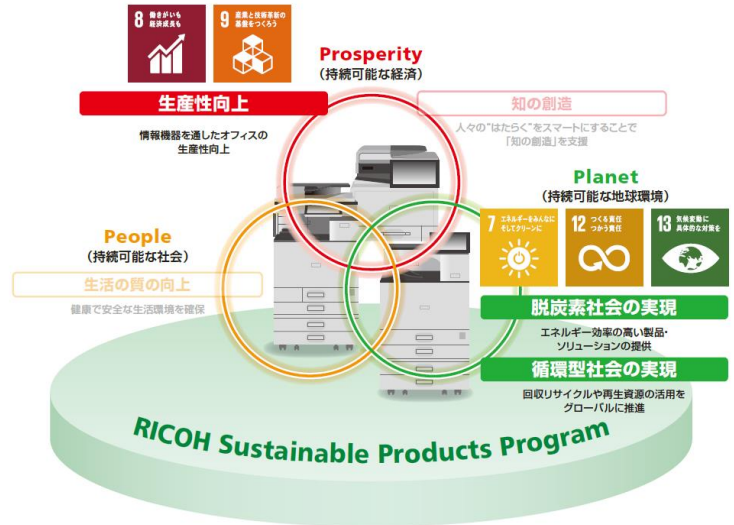 8 働きがいも
経済成長も
9 産業と技術革新の
基盤をつくろう
Prosperity
(持続可能な経済)
生産性向上
情報機器を通したオフィスの
生産性向上
知の創造
人々の"はたらく"をスマートにすることで
「知の創造」を支援
Planet
(持続可能な地球環境)
7 エネルギーをみんなに
そしてクリーンに
12 つくる責任
つかう責任
13 気候変動に
具体的な対策を
People
(持続可能な社会)
生活の質の向上
健康で安全な生活環境を確保
脱炭素社会の実現
エネルギー効率の高い製品・
ソリューションの提供
循環型社会の実現
回収リサイクルや再生資源の活用を
グローバルに推進
RICOH Sustainable Products Program